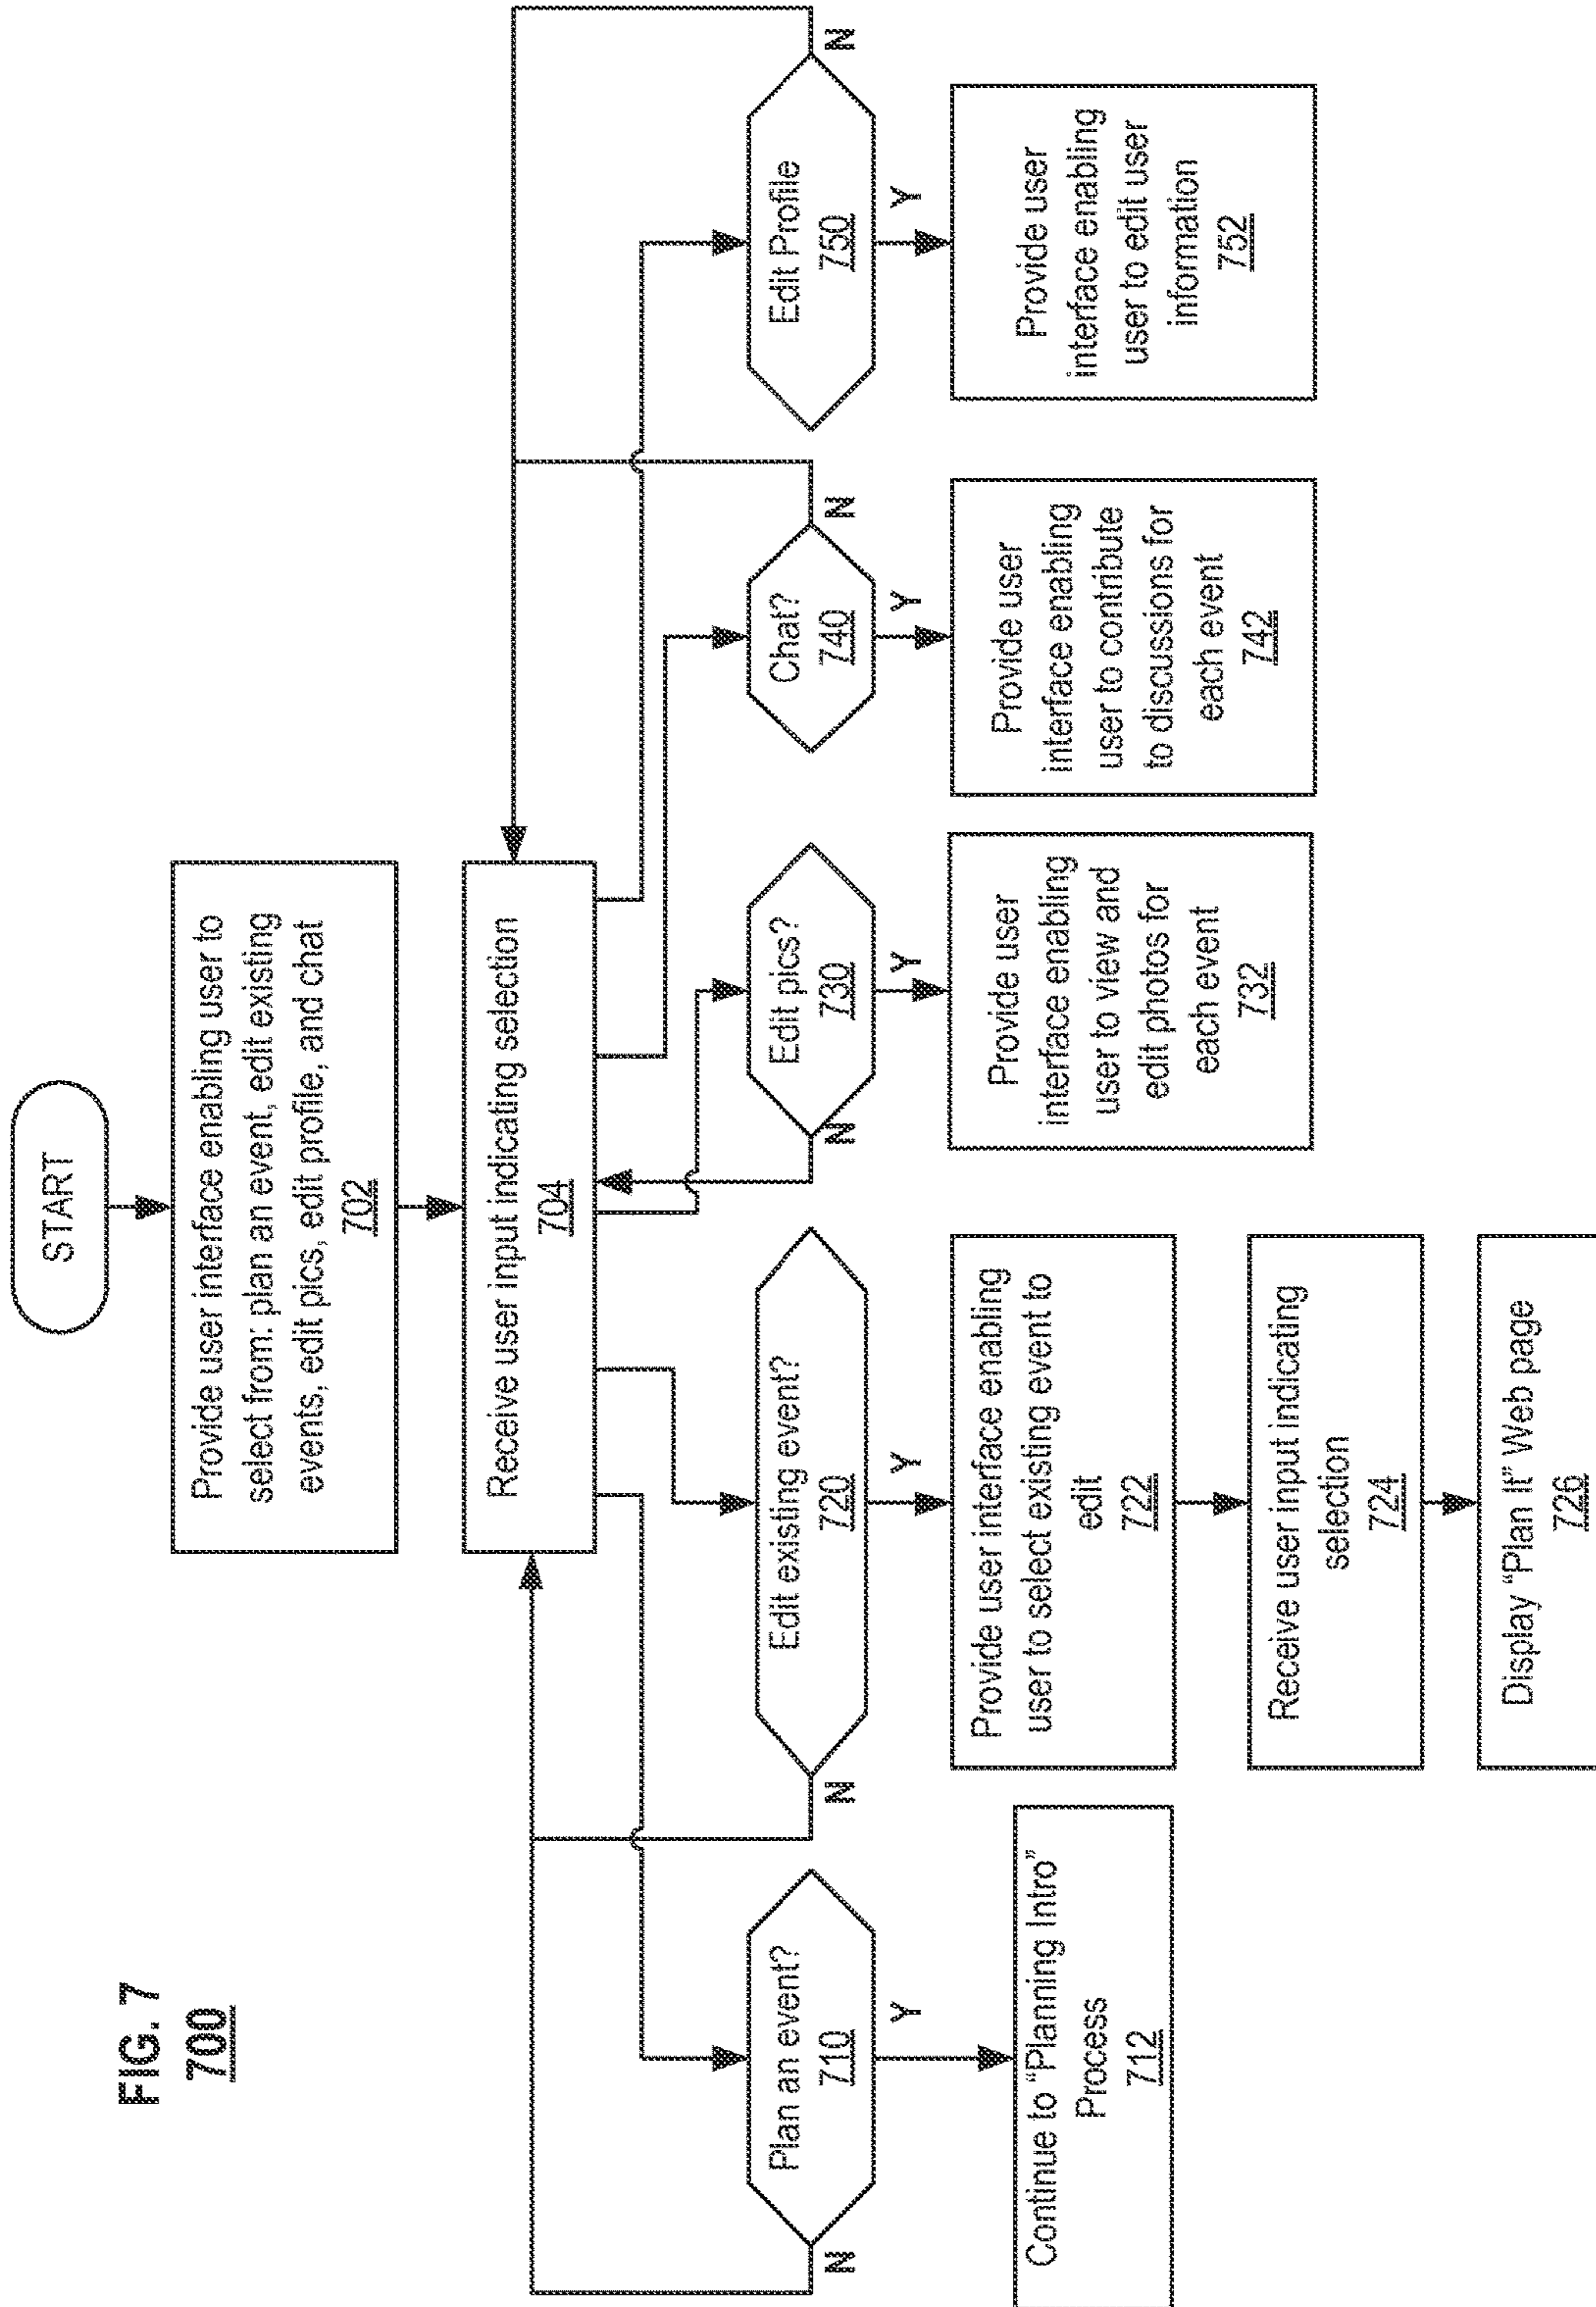 FIG. 7
700
START
Provide user interface enabling user to
select from: plan an event, edit existing
events, edit pics, edit profile, and chat
702
Receive user input indicating selection
704
Plan an event?
710
N
Y
Continue to "Planning Intro"
Process
712
Edit existing event?
720
N
Y
Provide user interface enabling
user to select existing event to
edit
722
Receive user input indicating
selection
724
Display "Plan It" Web page
726
Edit pics?
730
N
Y
Provide user
interface enabling
user to view and
edit photos for
each event
732
Chat?
740
N
Y
Provide user
interface enabling
user to contribute
to discussions for
each event
742
Edit Profile
750
N
Y
Provide user
interface enabling
user to edit user
information
752